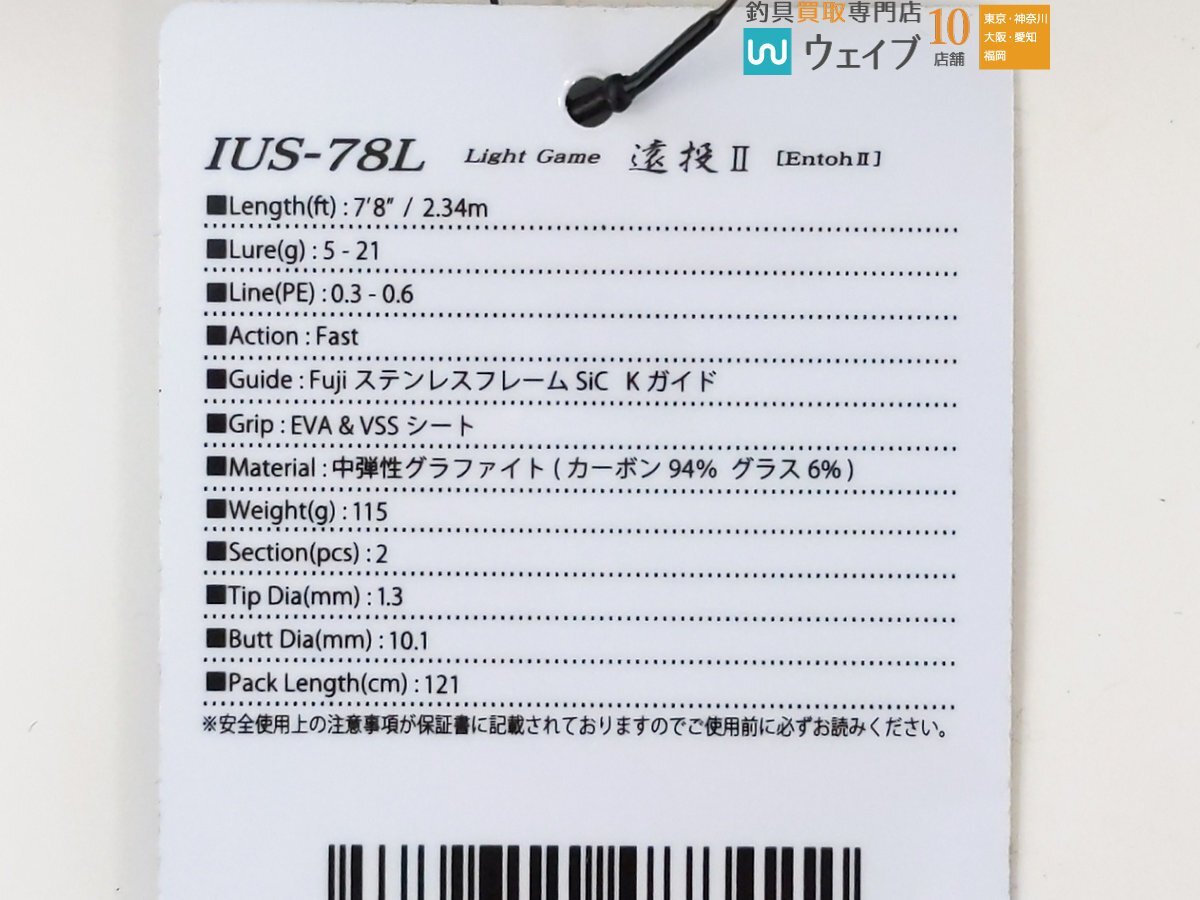 釣具買取専門店
ウェイブ
10
店舗
東京・神奈川
大阪・愛知
福岡
IUS-78L Light Game 遠投Ⅱ [EntohⅡ]
■Length(ft) : 7'8" / 2.34m
■Lure(g) : 5 - 21
■Line(PE) : 0.3 - 0.6
■Action : Fast
■Guide : Fuji ステンレスフレーム SiC K ガイド
■Grip : EVA & VSS シート
■Material : 中弾性グラファイト ( カーボン 94% グラス 6% )
■Weight(g) : 115
■Section(pcs) : 2
■Tip Dia(mm) : 1.3
■Butt Dia(mm) : 10.1
■Pack Length(cm) : 121
※安全使用上の注意事項が保証書に記載されておりますのでご使用前に必ずお読みください。